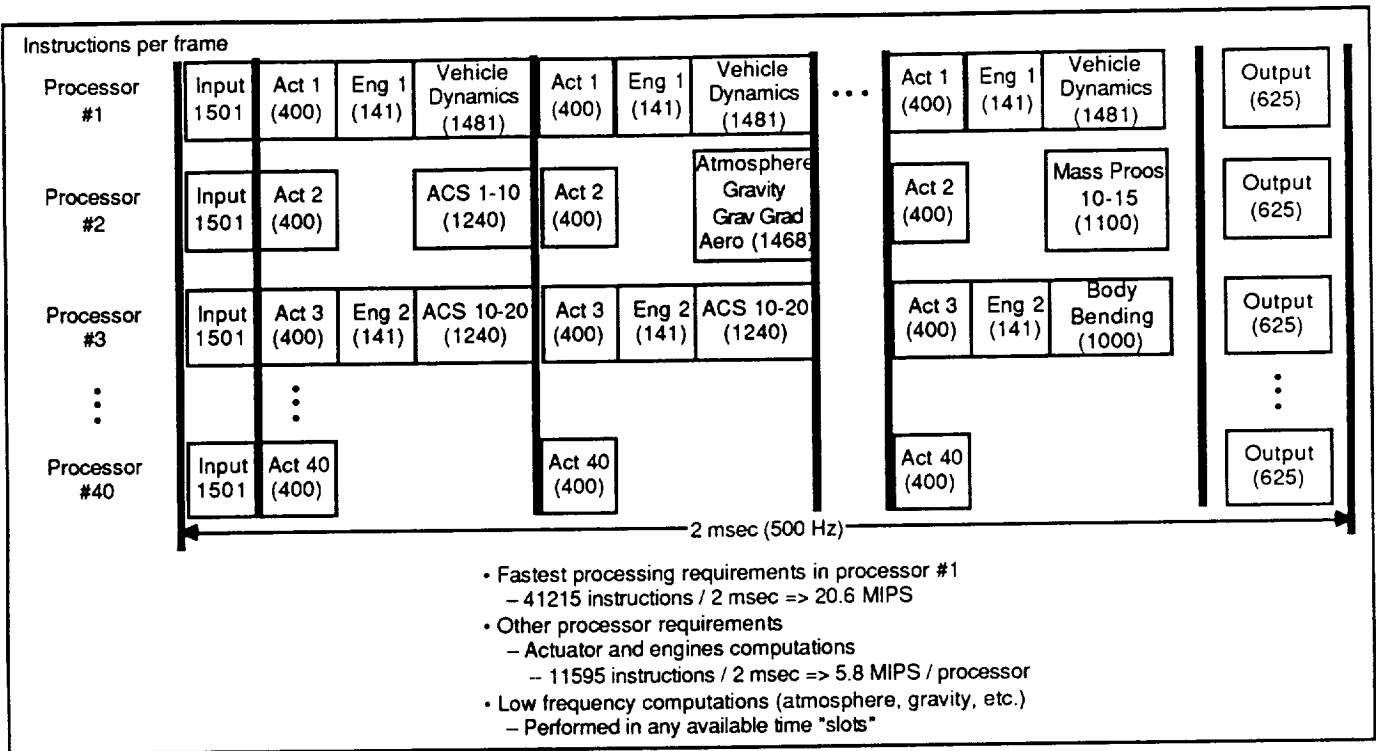 Instructions per frame
Processor
#1
Input
1501
Act 1
(400)
Eng 1
(141)
Vehicle
Dynamics
(1481)
Act 1
(400)
Eng 1
(141)
Vehicle
Dynamics
(1481)
• • •
Act 1
(400)
Eng 1
(141)
Vehicle
Dynamics
(1481)
Output
(625)
Processor
#2
Input
1501
Act 2
(400)
ACS 1-10
(1240)
Act 2
(400)
Atmosphere
Gravity
Grav Grad
Aero (1468)
Act 2
(400)
Mass Proos
10-15
(1100)
Output
(625)
Processor
#3
Input
1501
Act 3
(400)
Eng 2
(141)
ACS 10-20
(1240)
Act 3
(400)
Eng 2
(141)
ACS 10-20
(1240)
Act 3
(400)
Eng 2
(141)
Body
Bending
(1000)
Output
(625)
Processor
#40
Input
1501
Act 40
(400)
Act 40
(400)
Act 40
(400)
Output
(625)
2 msec (500 Hz)
• Fastest processing requirements in processor #1
– 41215 instructions / 2 msec => 20.6 MIPS
• Other processor requirements
– Actuator and engines computations
-- 11595 instructions / 2 msec => 5.8 MIPS / processor
• Low frequency computations (atmosphere, gravity, etc.)
– Performed in any available time "slots"